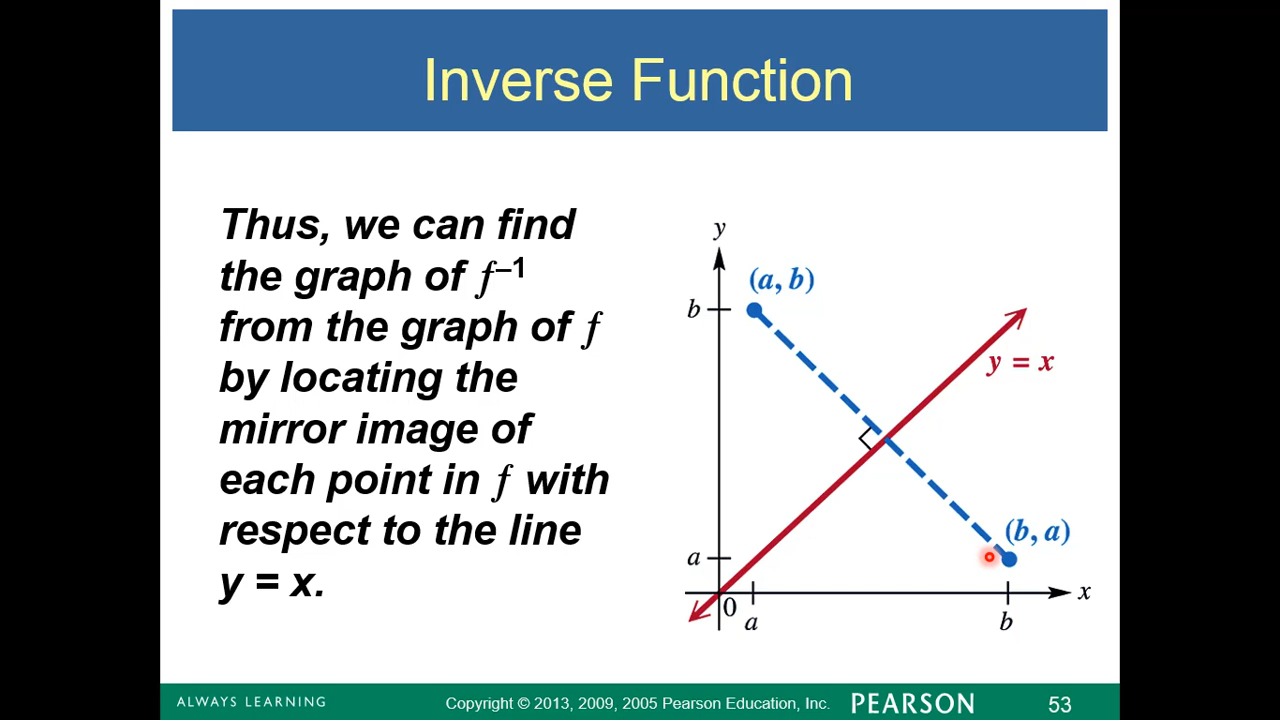 Inverse Function
Thus, we can find
the graph of f⁻¹
from the graph of f
by locating the
mirror image of
each point in f with
respect to the line
y = x.
y
(a, b)
b
y = x
(b, a)
a
0
a
b
x
ALWAYS LEARNING
Copyright © 2013, 2009, 2005 Pearson Education, Inc.
PEARSON
53